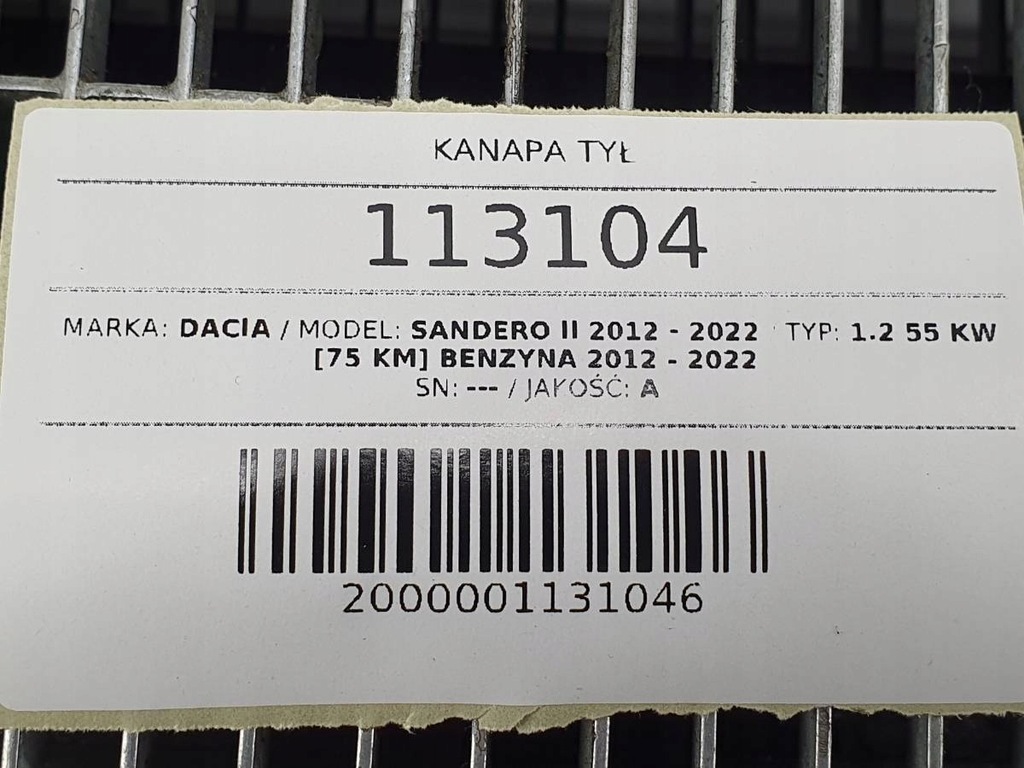 KANAPA TYŁ
113104
MARKA: DACIA / MODEL: SANDERO II 2012 - 2022 TYP: 1.2 55 KW
[75 KM] BENZYNA 2012 - 2022
SN: --- / JAKOŚĆ: A
2000001131046